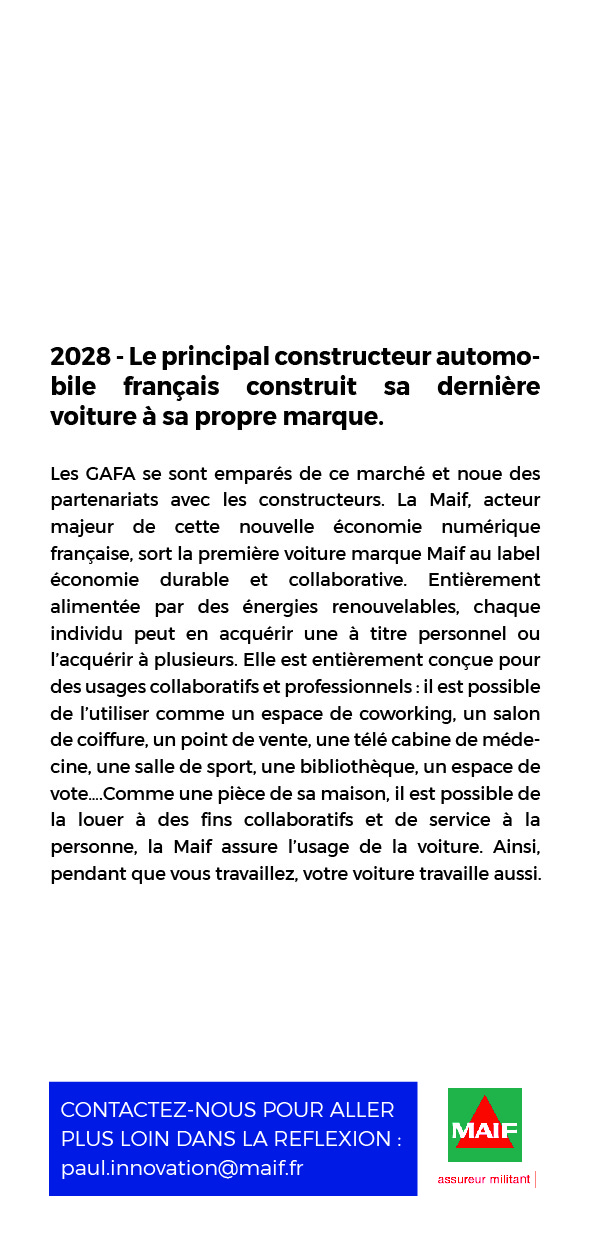 2028 - Le principal constructeur automo-
bile français construit sa dernière
voiture à sa propre marque.
Les GAFA se sont emparés de ce marché et noue des
partenariats avec les constructeurs. La Maif, acteur
majeur de cette nouvelle économie numérique
française, sort la première voiture marque Maif au label
économie durable et collaborative. Entièrement
alimentée par des énergies renouvelables, chaque
individu peut en acquérir une à titre personnel ou
l'acquérir à plusieurs. Elle est entièrement conçue pour
des usages collaboratifs et professionnels : il est possible
de l'utiliser comme un espace de coworking, un salon
de coiffure, un point de vente, une télé cabine de méde-
cine, une salle de sport, une bibliothèque, un espace de
vote....Comme une pièce de sa maison, il est possible de
la louer à des fins collaboratifs et de service à la
personne, la Maif assure l'usage de la voiture. Ainsi,
pendant que vous travaillez, votre voiture travaille aussi.
CONTACTEZ-NOUS POUR ALLER
PLUS LOIN DANS LA REFLEXION :
paul.innovation@maif.fr
MAIF
assureur militant